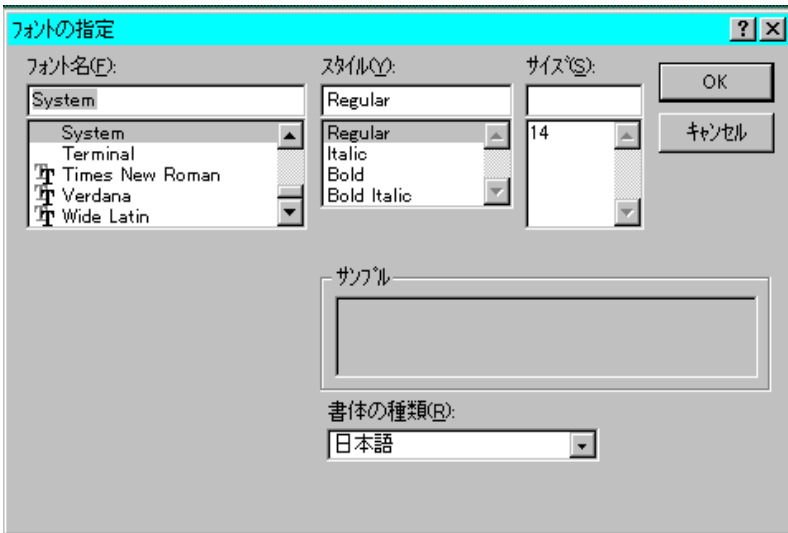 フォントの指定
ﾌｫﾝﾄ名(F):
System
System
Terminal
Times New Roman
Verdana
Wide Latin
ｽﾀｲﾙ(Y):
Regular
Regular
Italic
Bold
Bold Italic
ｻｲｽﾞ(S):
14
OK
ｷｬﾝｾﾙ
ｻﾝﾌﾟﾙ
書体の種類(R):
日本語